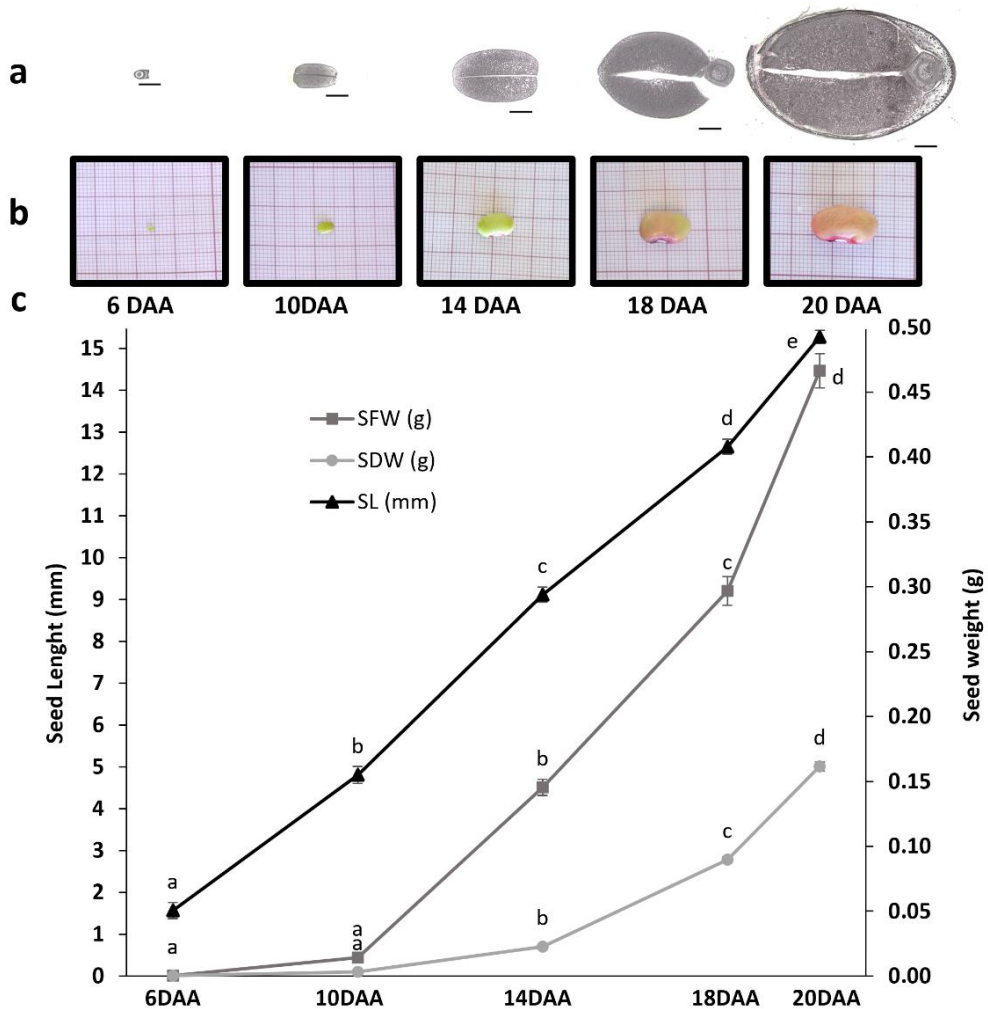 a
b
6 DAA 10DAA 14 DAA 18 DAA 20 DAA
c
15
14
13
12
11
10
9
8
7
6
5
4
3
2
1
0
Seed Lenght (mm)
SFW (g)
SDW (g)
SL (mm)
a
b
c
d
e
a
a
b
c
d
a
b
c
d
0.50
0.45
0.40
0.35
0.30
0.25
0.20
0.15
0.10
0.05
0.00
Seed weight (g)
6DAA 10DAA 14DAA 18DAA 20DAA